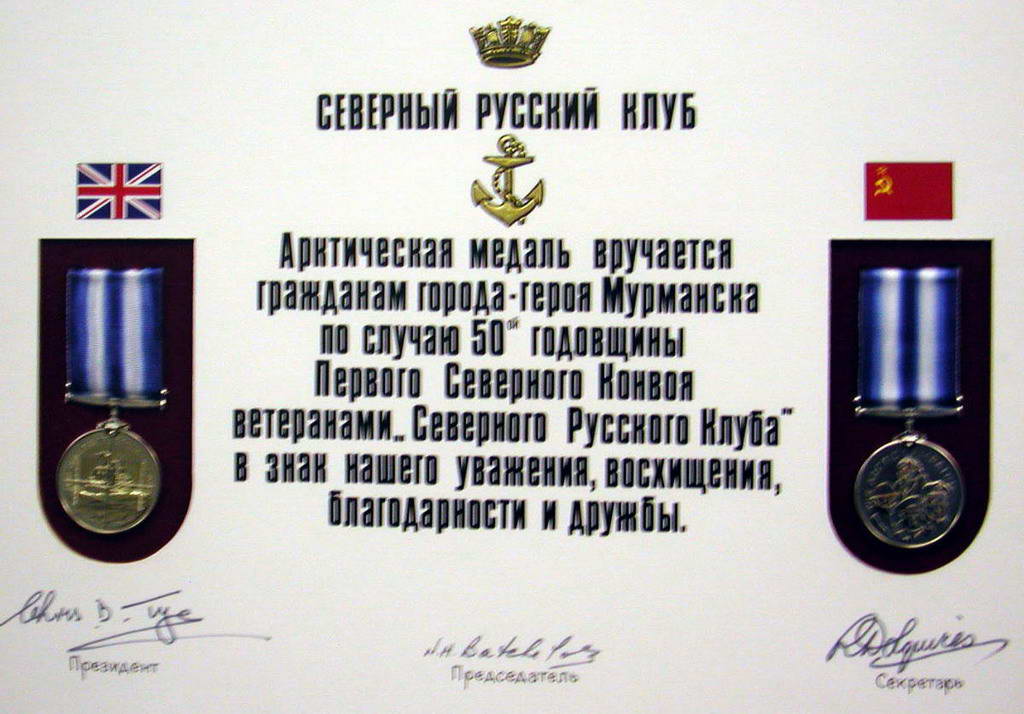 СЕВЕРНЫЙ РУССКИЙ КЛУБ
Арктическая медаль вручается
гражданам города-героя Мурманска
по случаю 50ой годовщины
Первого Северного Конвоя
ветеранами „Северного Русского Клуба"
в знак нашего уважения, восхищения,
благодарности и дружбы.
Президент
Председатель
Секретарь